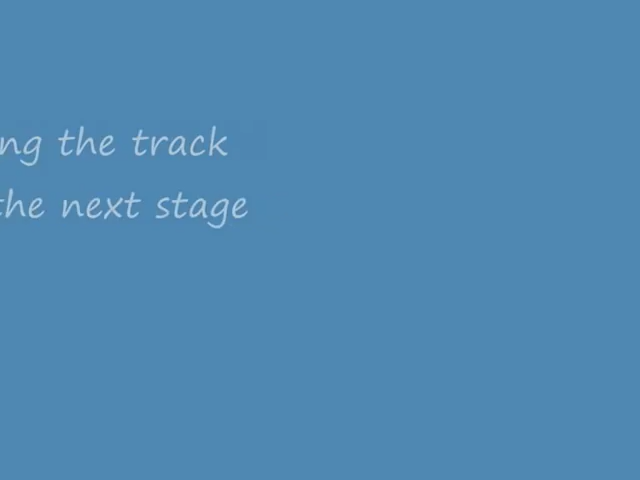 ng the track
the next stage